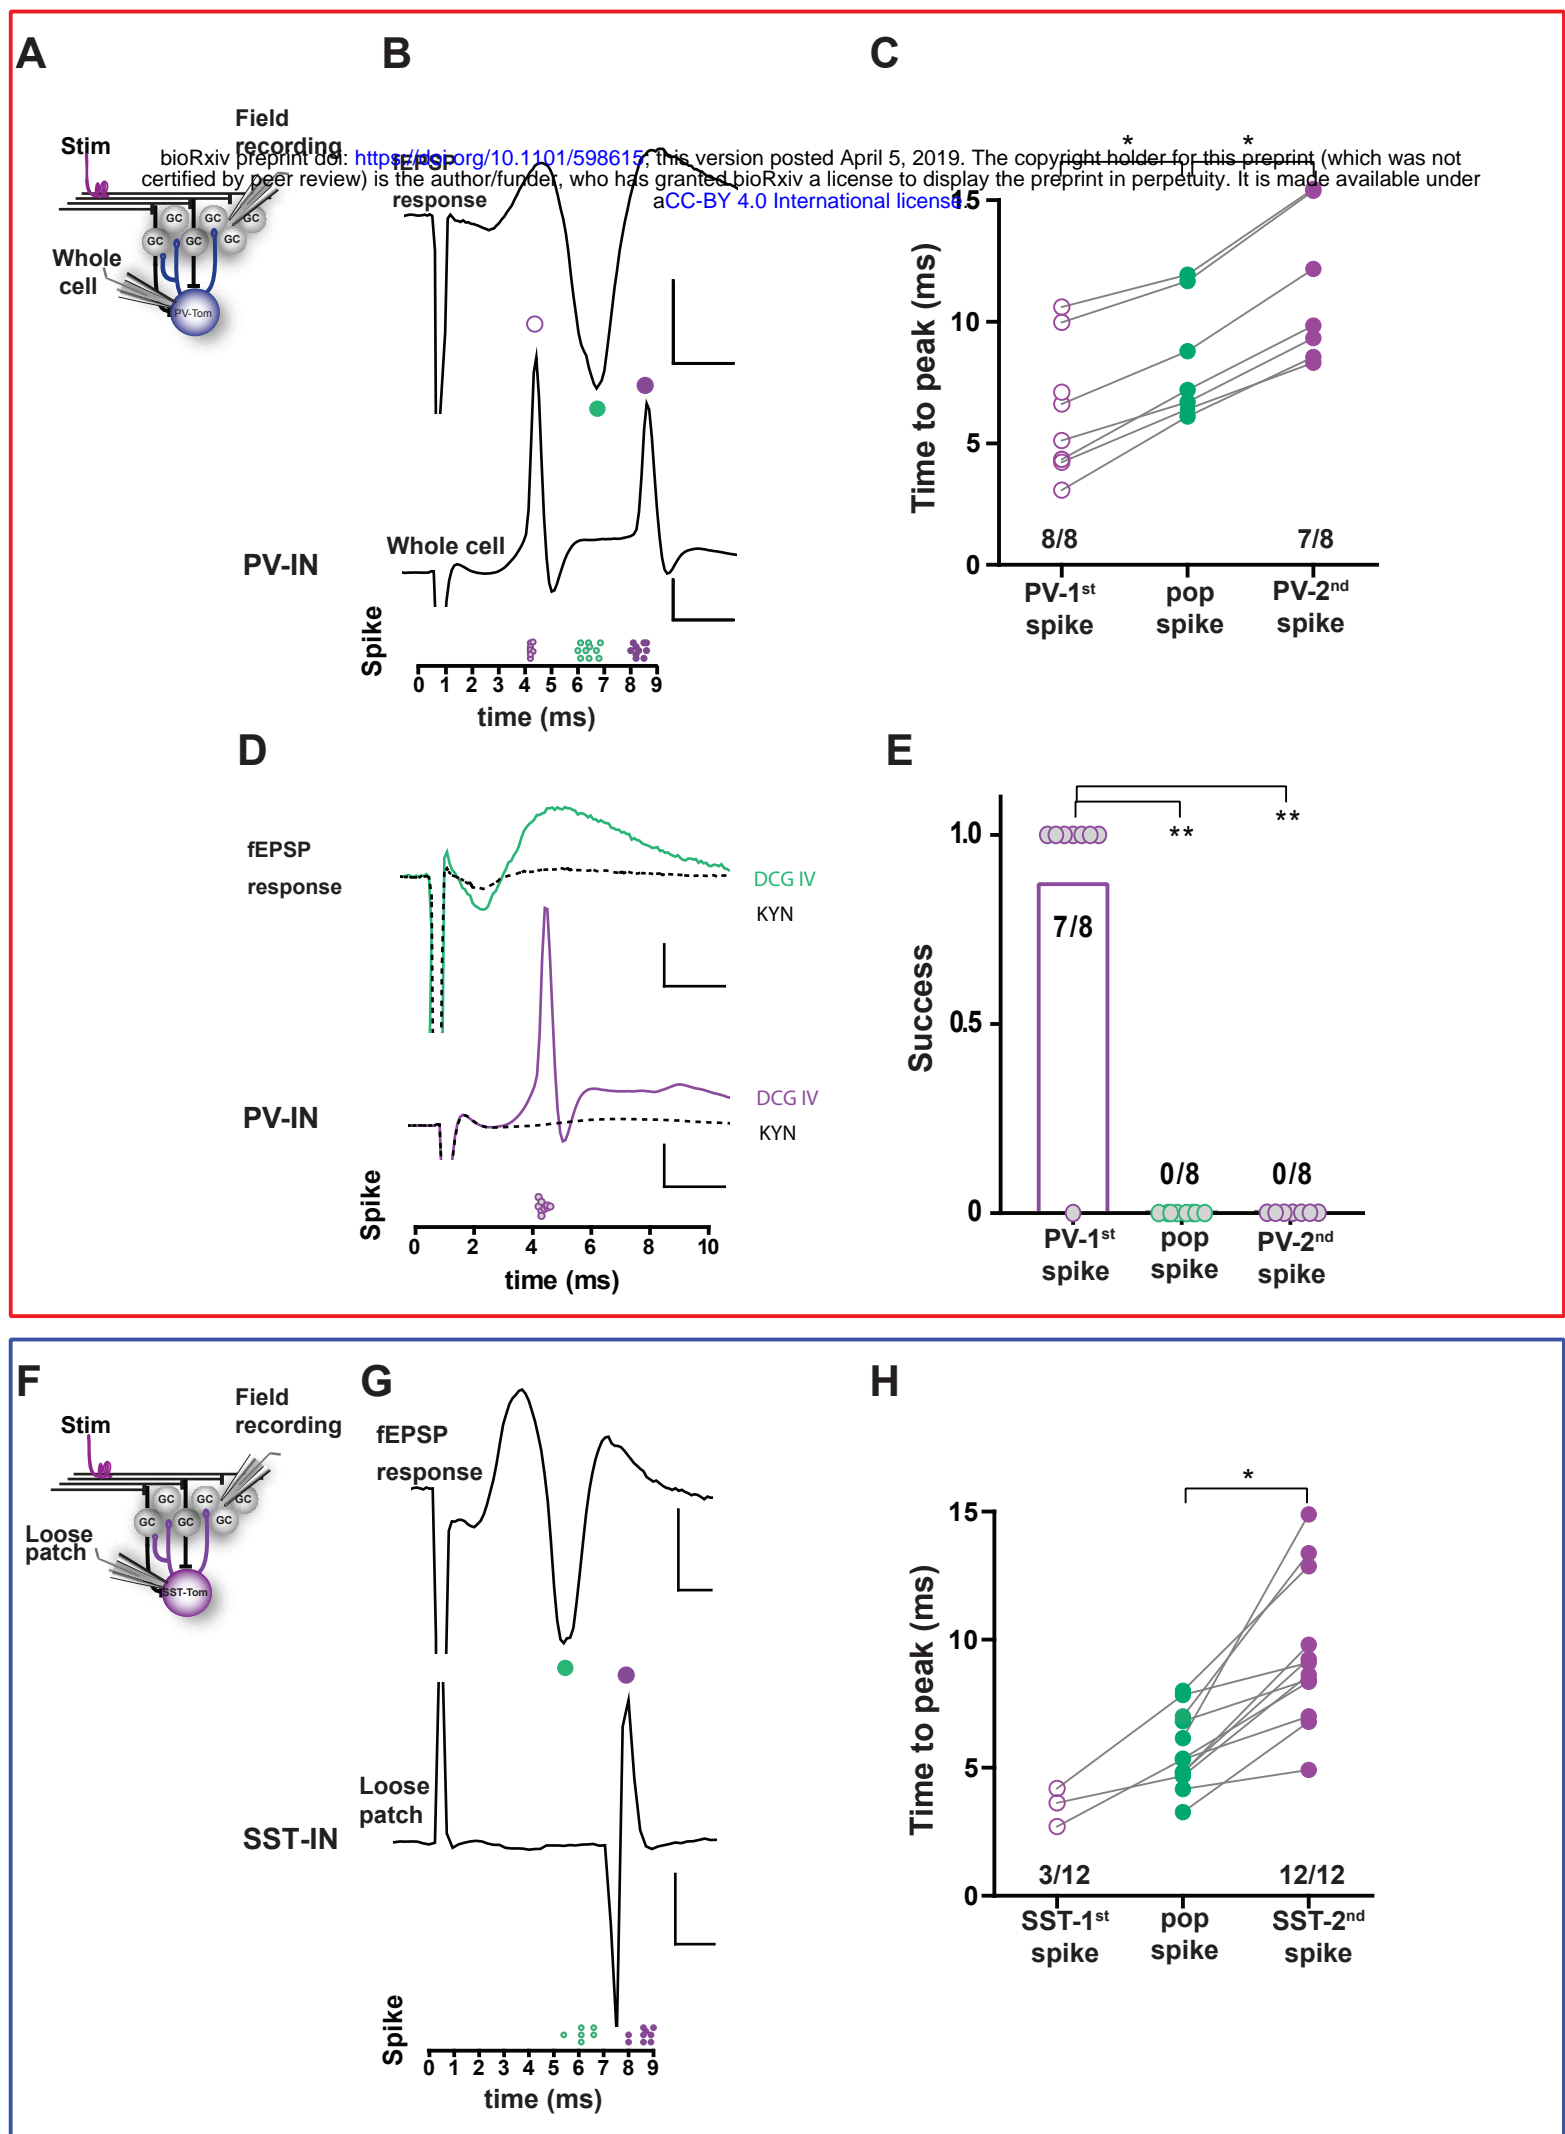 A
B
C
Stim
Field
recording
bioRxiv preprint doi: https://doi.org/10.1101/598615; this version posted April 5, 2019. The copyright holder for this preprint (which was not
certified by peer review) is the author/funder, who has granted bioRxiv a license to display the preprint in perpetuity. It is made available under
aCC-BY 4.0 International license.
fEPSP
response
GC GC GC
GC GC GC
Whole
cell
PV-Tom
Whole cell
PV-IN
Spike
0 1 2 3 4 5 6 7 8 9
time (ms)
* *
Time to peak (ms)
15
10
5
0
8/8 7/8
PV-1st spike
pop spike
PV-2nd spike
D
E
fEPSP
response
DCG IV
KYN
PV-IN
DCG IV
KYN
Spike
0 2 4 6 8 10
time (ms)
** **
Success
1.0
0.5
0
7/8 0/8 0/8
PV-1st spike
pop spike
PV-2nd spike
F
G
H
Stim
Field
recording
GC GC GC
GC GC GC
Loose
patch
SST-Tom
fEPSP
response
Loose
patch
SST-IN
Spike
0 1 2 3 4 5 6 7 8 9
time (ms)
*
Time to peak (ms)
15
10
5
0
3/12 12/12
SST-1st spike
pop spike
SST-2nd spike